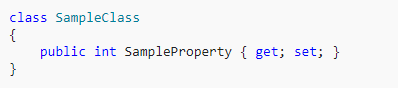 class SampleClass
{
    public int SampleProperty { get; set; }
}